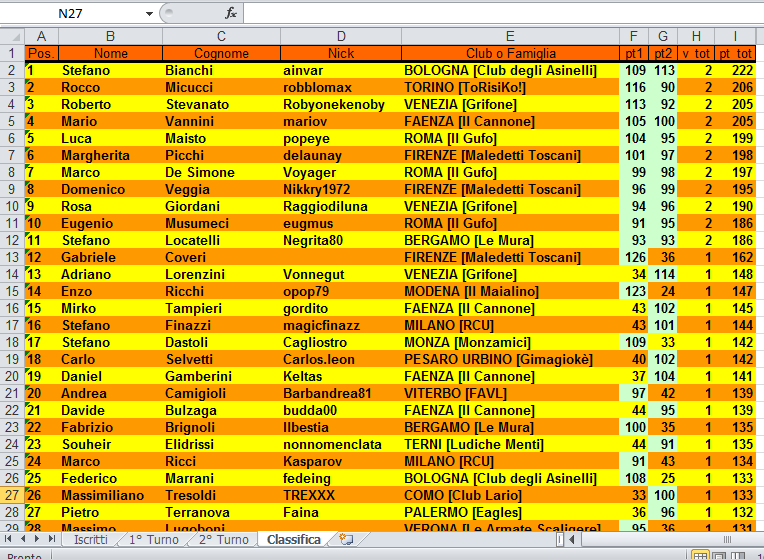 N27 fx
A B C D E F G H I
1 Pos. Nome Cognome Nick Club o Famiglia pt1 pt2 v_tot pt_tot
2 1 Stefano Bianchi ainvar BOLOGNA [Club degli Asinelli] 109 113 2 222
3 2 Rocco Micucci robblomax TORINO [ToRisiKo!] 116 90 2 206
4 3 Roberto Stevanato Robyonekenoby VENEZIA [Grifone] 113 92 2 205
5 4 Mario Vannini mariov FAENZA [Il Cannone] 105 100 2 205
6 5 Luca Maisto popeye ROMA [Il Gufo] 104 95 2 199
7 6 Margherita Picchi delaunay FIRENZE [Maledetti Toscani] 101 97 2 198
8 7 Marco De Simone Voyager ROMA [Il Gufo] 99 98 2 197
9 8 Domenico Veggia Nikkry1972 FIRENZE [Maledetti Toscani] 96 99 2 195
10 9 Rosa Giordani Raggiodiluna VENEZIA [Grifone] 94 96 2 190
11 10 Eugenio Musumeci eugmus ROMA [Il Gufo] 91 95 2 186
12 11 Stefano Locatelli Negrita80 BERGAMO [Le Mura] 93 93 2 186
13 12 Gabriele Coveri FIRENZE [Maledetti Toscani] 126 36 1 162
14 13 Adriano Lorenzini Vonnegut VENEZIA [Grifone] 34 114 1 148
15 14 Enzo Ricchi opop79 MODENA [Il Maialino] 123 24 1 147
16 15 Mirko Tampieri gordito FAENZA [Il Cannone] 43 102 1 145
17 16 Stefano Finazzi magicfinazz MILANO [RCU] 43 101 1 144
18 17 Stefano Dastoli Cagliostro MONZA [Monzamici] 109 33 1 142
19 18 Carlo Selvetti Carlos.leon PESARO URBINO [Gimagiokè] 40 102 1 142
20 19 Daniel Gamberini Keltas FAENZA [Il Cannone] 37 104 1 141
21 20 Andrea Camigioli Barbandrea81 VITERBO [FAVL] 97 42 1 139
22 21 Davide Bulzaga budda00 FAENZA [Il Cannone] 44 95 1 139
23 22 Fabrizio Brignoli Ilbestia BERGAMO [Le Mura] 100 35 1 135
24 23 Souheir Elidrissi nonnomenclata TERNI [Ludiche Menti] 44 91 1 135
25 24 Marco Ricci Kasparov MILANO [RCU] 91 43 1 134
26 25 Federico Marrani fedeing BOLOGNA [Club degli Asinelli] 108 25 1 133
27 26 Massimiliano Tresoldi TREXXX COMO [Club Lario] 33 100 1 133
28 27 Pietro Terranova Faina PALERMO [Eagles] 36 96 1 132
29 28 Massimo Lugoboni VERONA [Le Armate Scaligere] 95 36 1 131
Iscritti 1° Turno 2° Turno Classifica
Pronto